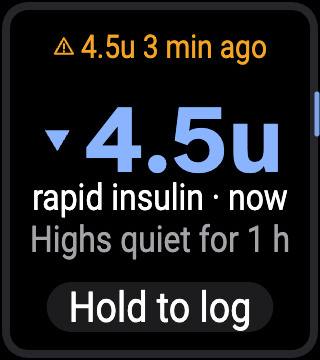 ⚠ 4.5u 3 min ago
▼ 4.5u
rapid insulin · now
Highs quiet for 1 h
Hold to log